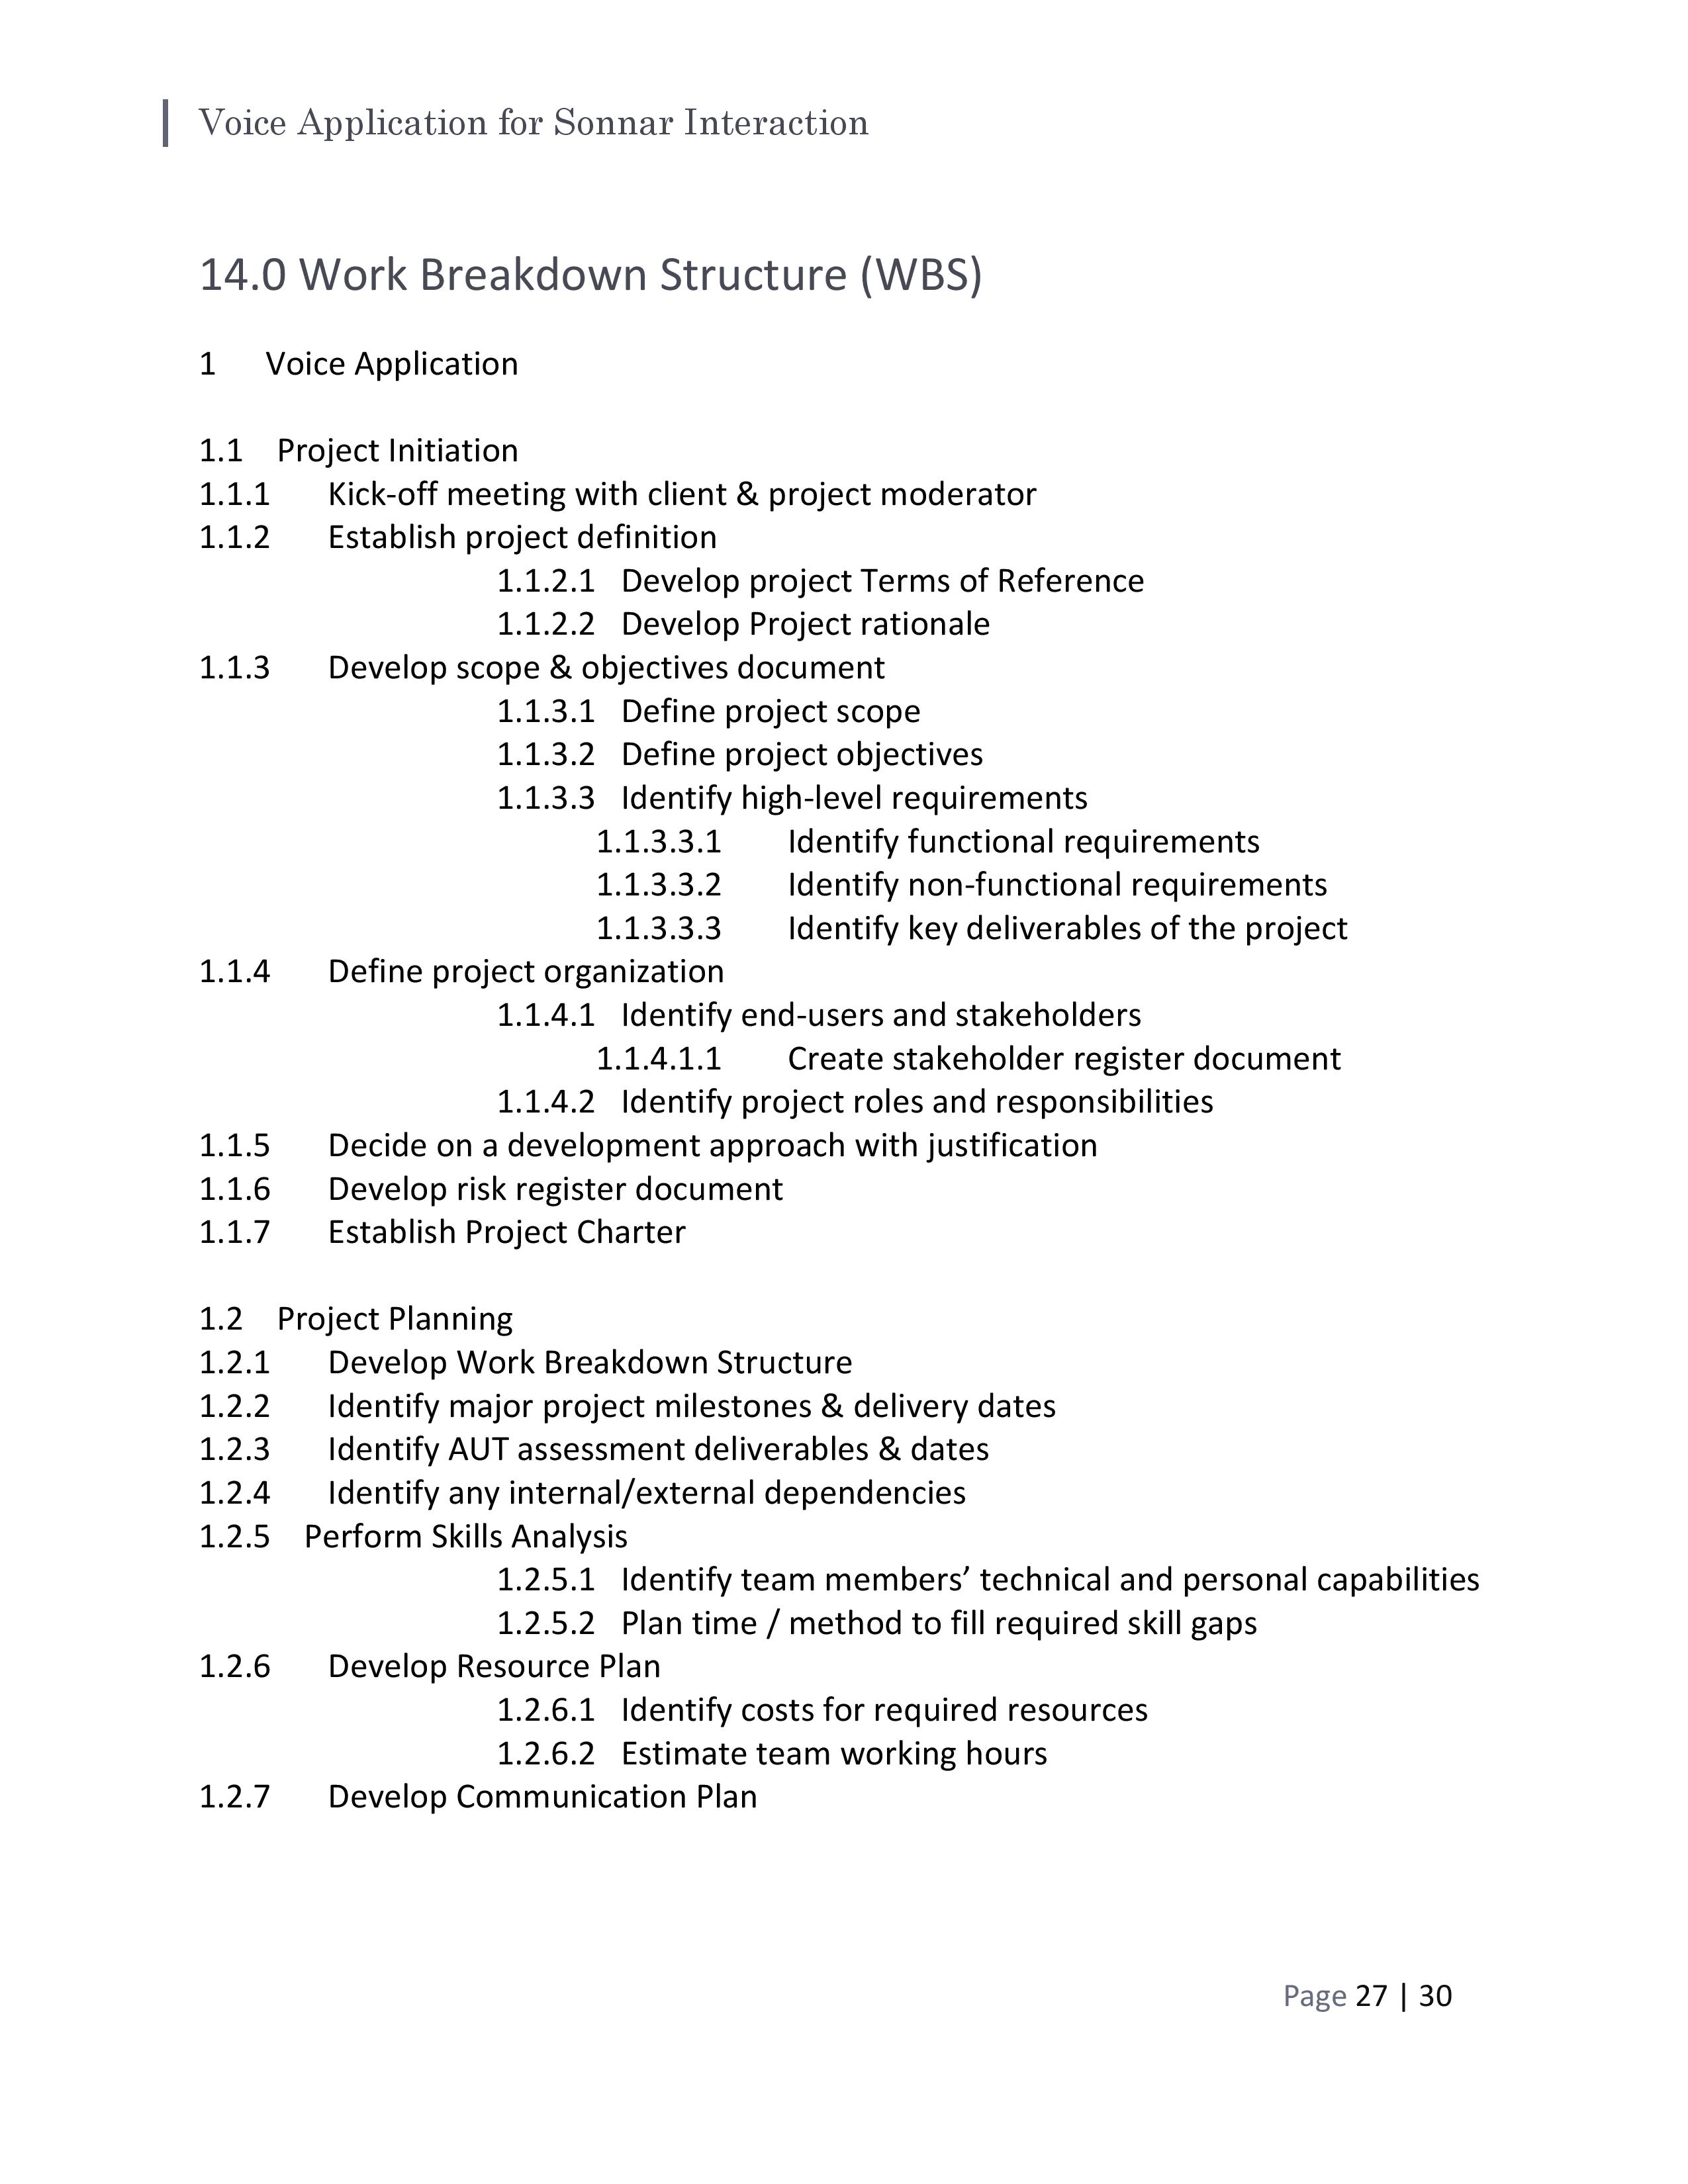 Voice Application for Sonnar Interaction
14.0 Work Breakdown Structure (WBS)
1 Voice Application
1.1 Project Initiation
1.1.1 Kick-off meeting with client & project moderator
1.1.2 Establish project definition
1.1.2.1 Develop project Terms of Reference
1.1.2.2 Develop Project rationale
1.1.3 Develop scope & objectives document
1.1.3.1 Define project scope
1.1.3.2 Define project objectives
1.1.3.3 Identify high-level requirements
1.1.3.3.1 Identify functional requirements
1.1.3.3.2 Identify non-functional requirements
1.1.3.3.3 Identify key deliverables of the project
1.1.4 Define project organization
1.1.4.1 Identify end-users and stakeholders
1.1.4.1.1 Create stakeholder register document
1.1.4.2 Identify project roles and responsibilities
1.1.5 Decide on a development approach with justification
1.1.6 Develop risk register document
1.1.7 Establish Project Charter
1.2 Project Planning
1.2.1 Develop Work Breakdown Structure
1.2.2 Identify major project milestones & delivery dates
1.2.3 Identify AUT assessment deliverables & dates
1.2.4 Identify any internal/external dependencies
1.2.5 Perform Skills Analysis
1.2.5.1 Identify team members’ technical and personal capabilities
1.2.5.2 Plan time / method to fill required skill gaps
1.2.6 Develop Resource Plan
1.2.6.1 Identify costs for required resources
1.2.6.2 Estimate team working hours
1.2.7 Develop Communication Plan
Page 27 | 30